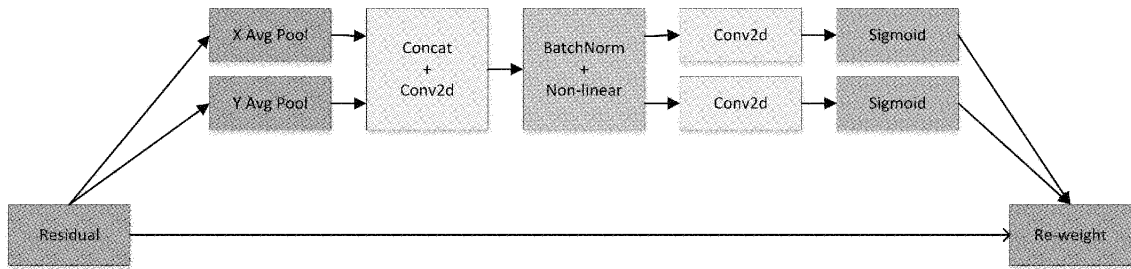 X Avg Pool
Y Avg Pool
Concat
+
Conv2d
BatchNorm
+
Non-linear
Conv2d
Conv2d
Sigmoid
Sigmoid
Residual
Re-weight